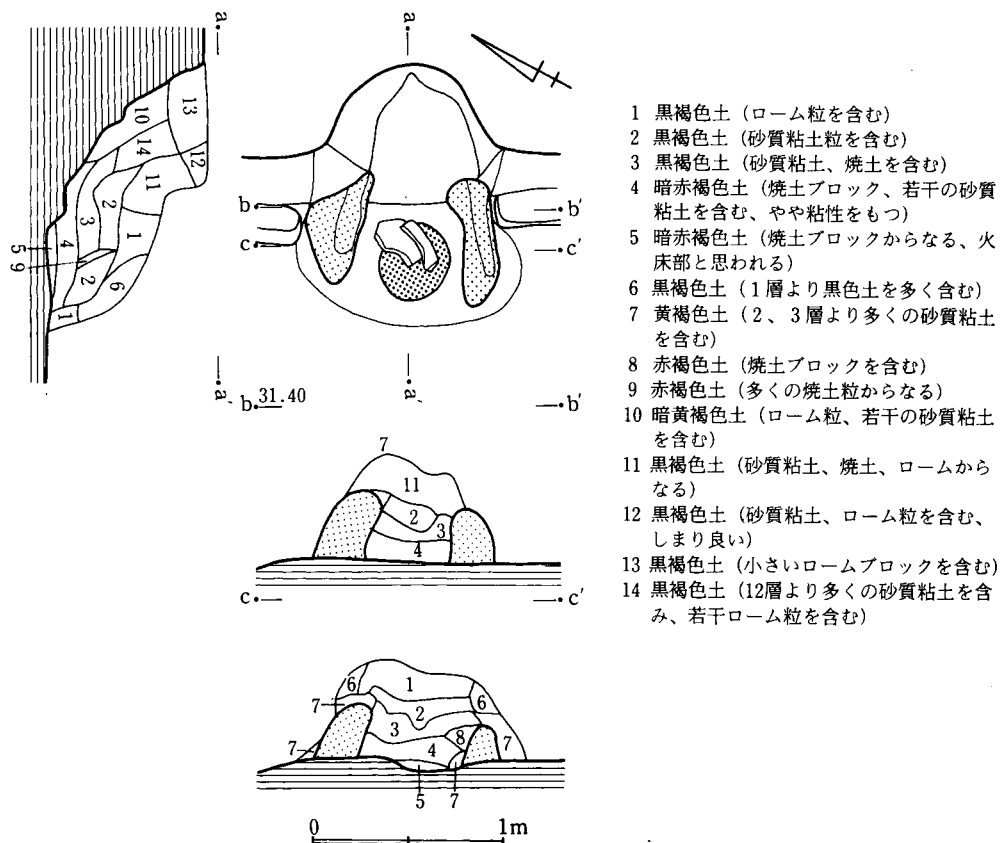 a
a
b
b′
c
c′
a
a
b 31.40
b′
13
10
14
12
11
3
2
4
1
5
9
2
6
1
7
11
2
3
4
c
c′
6
1
6
7
2
3
8
7
4
7
5
7
0
1m
1 黒褐色土（ローム粒を含む）
2 黒褐色土（砂質粘土粒を含む）
3 黒褐色土（砂質粘土、焼土を含む）
4 暗赤褐色土（焼土ブロック、若干の砂質
粘土を含む、やや粘性をもつ）
5 暗赤褐色土（焼土ブロックからなる、火
床部と思われる）
6 黒褐色土（１層より黒色土を多く含む）
7 黄褐色土（２、３層より多くの砂質粘土
を含む）
8 赤褐色土（焼土ブロックを含む）
9 赤褐色土（多くの焼土粒からなる）
10 暗黄褐色土（ローム粒、若干の砂質粘土
を含む）
11 黒褐色土（砂質粘土、焼土、ロームから
なる）
12 黒褐色土（砂質粘土、ローム粒を含む、
しまり良い）
13 黒褐色土（小さいロームブロックを含む）
14 黒褐色土（12層より多くの砂質粘土を含
み、若干ローム粒を含む）